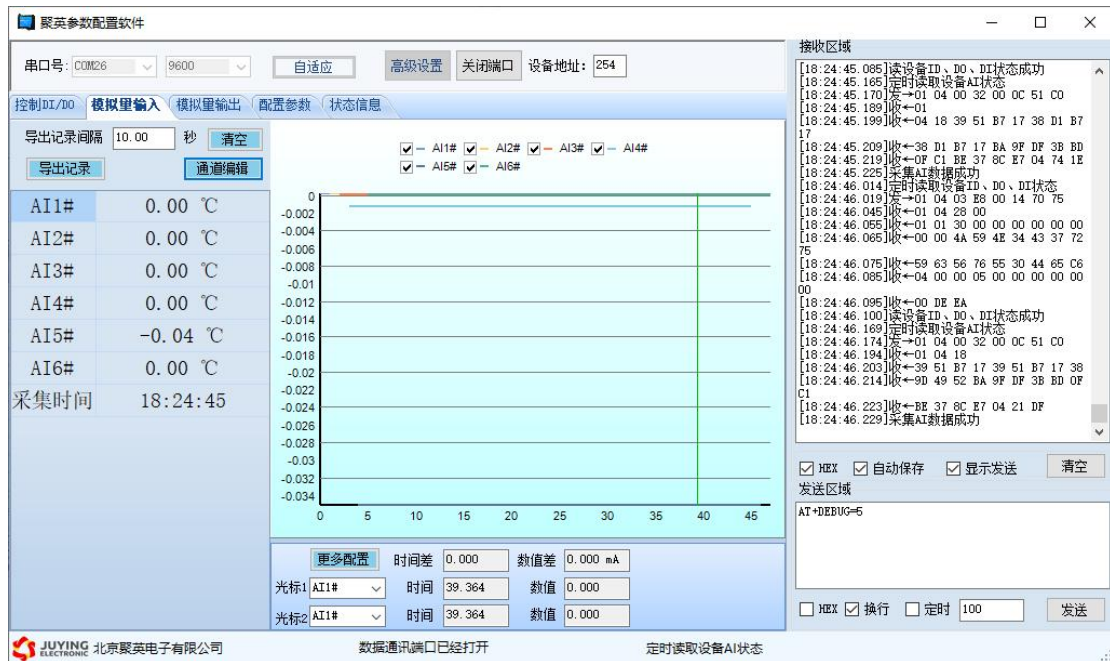 聚英参数配置软件
串口号: COM26 9600 自适应 高级设置 关闭端口 设备地址: 254
控制DI/DO 模拟里输入 模拟里输出 配置参数 状态信息
导出记录间隔 10.00 秒 清空
导出记录 通道编辑
AI1# 0.00 ℃
AI2# 0.00 ℃
AI3# 0.00 ℃
AI4# 0.00 ℃
AI5# -0.04 ℃
AI6# 0.00 ℃
采集时间 18:24:45
AI1# AI2# AI3# AI4#
AI5# AI6#
0
-0.002
-0.004
-0.006
-0.008
-0.01
-0.012
-0.014
-0.016
-0.018
-0.02
-0.022
-0.024
-0.026
-0.028
-0.03
-0.032
-0.034
0 5 10 15 20 25 30 35 40 45
更多配置 时间差 0.000 数值差 0.000 mA
光标1 AI1# 时间 39.364 数值 0.000
光标2 AI1# 时间 39.364 数值 0.000
接收区域
[18:24:45.085]读设备ID、DO、DI状态成功
[18:24:45.165]定时读取设备AI状态
[18:24:45.170]发→01 04 00 32 00 0C 51 C0
[18:24:45.189]收←01
[18:24:45.199]收←04 18 39 51 B7 17 38 D1 B7
17
[18:24:45.209]收←38 D1 B7 17 BA 9F DF 3B BD
[18:24:45.219]收←0F C1 BE 37 8C E7 04 74 1E
[18:24:45.225]采集AI数据成功
[18:24:46.014]定时读取设备ID、DO、DI状态
[18:24:46.019]发→01 04 03 E8 00 14 70 75
[18:24:46.045]收←01 04 28 00
[18:24:46.055]收←01 01 30 00 00 00 00 00 00
[18:24:46.065]收←00 00 4A 59 4E 34 43 37 72
75
[18:24:46.075]收←59 63 56 76 55 30 44 65 C6
[18:24:46.085]收←04 00 00 05 00 00 00 00 00
00
[18:24:46.095]收←00 DE EA
[18:24:46.100]读设备ID、DO、DI状态成功
[18:24:46.169]定时读取设备AI状态
[18:24:46.174]发→01 04 00 32 00 0C 51 C0
[18:24:46.194]收←01 04 18
[18:24:46.203]收←39 51 B7 17 39 51 B7 17 38
[18:24:46.214]收←9D 49 52 BA 9F DF 3B BD 0F
C1
[18:24:46.223]收←BE 37 8C E7 04 21 DF
[18:24:46.229]采集AI数据成功
HEX 自动保存 显示发送 清空
发送区域
AT+DEBUG=5
HEX 换行 定时 100 发送
JUYING ELECTRONIC 北京聚英电子有限公司 数据通讯端口已经打开 定时读取设备AI状态